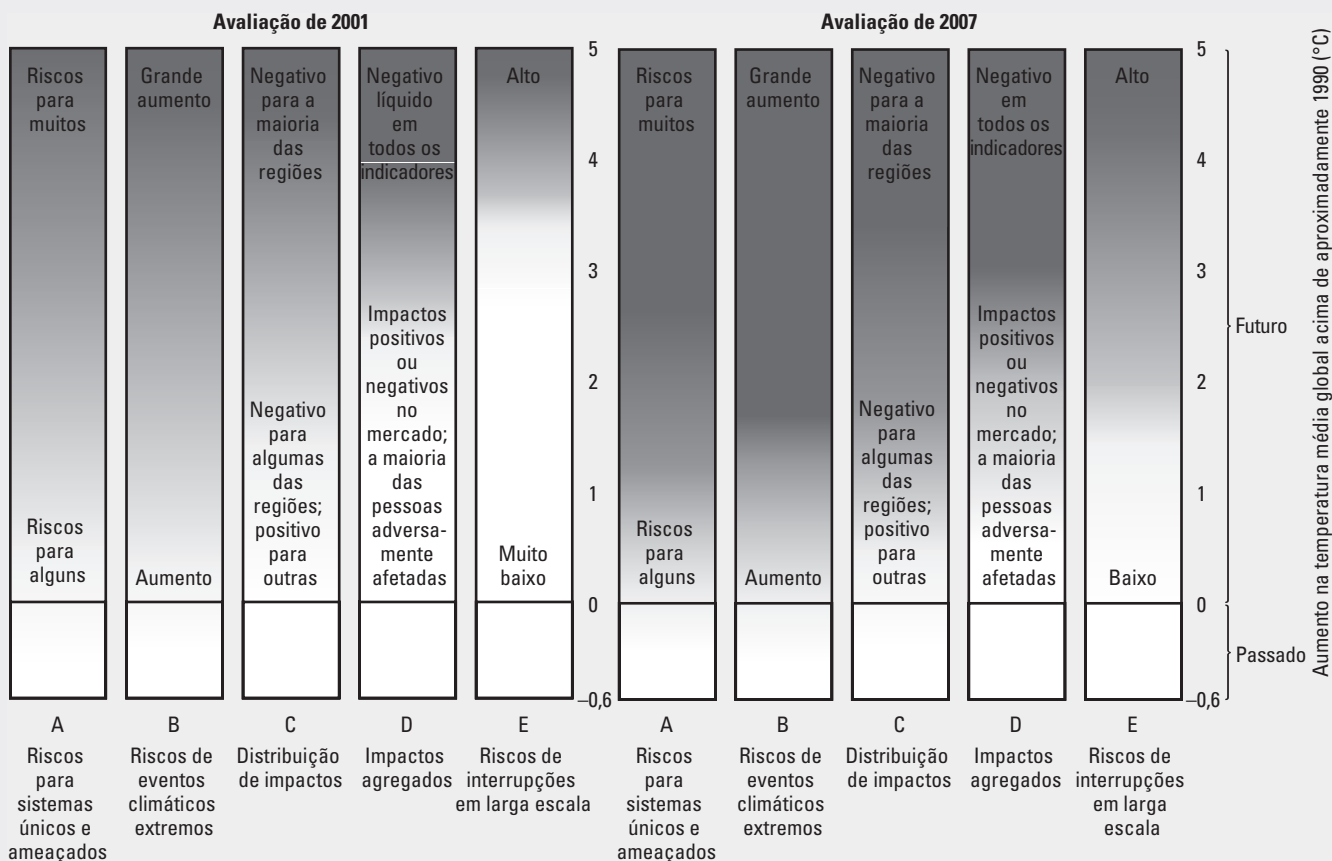 Avaliação de 2001
Riscos
para
muitos
Riscos
para
alguns
Grande
aumento
Aumento
Negativo
para a
maioria
das
regiões
Negativo
para
algumas
das
regiões;
positivo
para
outras
Negativo
líquido
em
todos os
indicadores
Impactos
positivos
ou
negativos
no
mercado;
a maioria
das
pessoas
adversa-
mente
afetadas
Alto
Muito
baixo
5
4
3
2
1
0
–0,6
A
Riscos
para
sistemas
únicos e
ameaçados
B
Riscos de
eventos
climáticos
extremos
C
Distribuição
de impactos
D
Impactos
agregados
E
Riscos de
interrupções
em larga escala
Avaliação de 2007
Riscos
para
muitos
Riscos
para
alguns
Grande
aumento
Aumento
Negativo
para a
maioria
das
regiões
Negativo
para
algumas
das
regiões;
positivo
para
outras
Negativo
em
todos os
indicadores
Impactos
positivos
ou
negativos
no
mercado;
a maioria
das
pessoas
adversa-
mente
afetadas
Alto
Baixo
5
4
3
2
1
0
–0,6
Futuro
Passado
Aumento na temperatura média global acima de aproximadamente 1990 (°C)
A
Riscos
para
sistemas
únicos e
ameaçados
B
Riscos de
eventos
climáticos
extremos
C
Distribuição
de impactos
D
Impactos
agregados
E
Riscos de
interrupções
em larga
escala